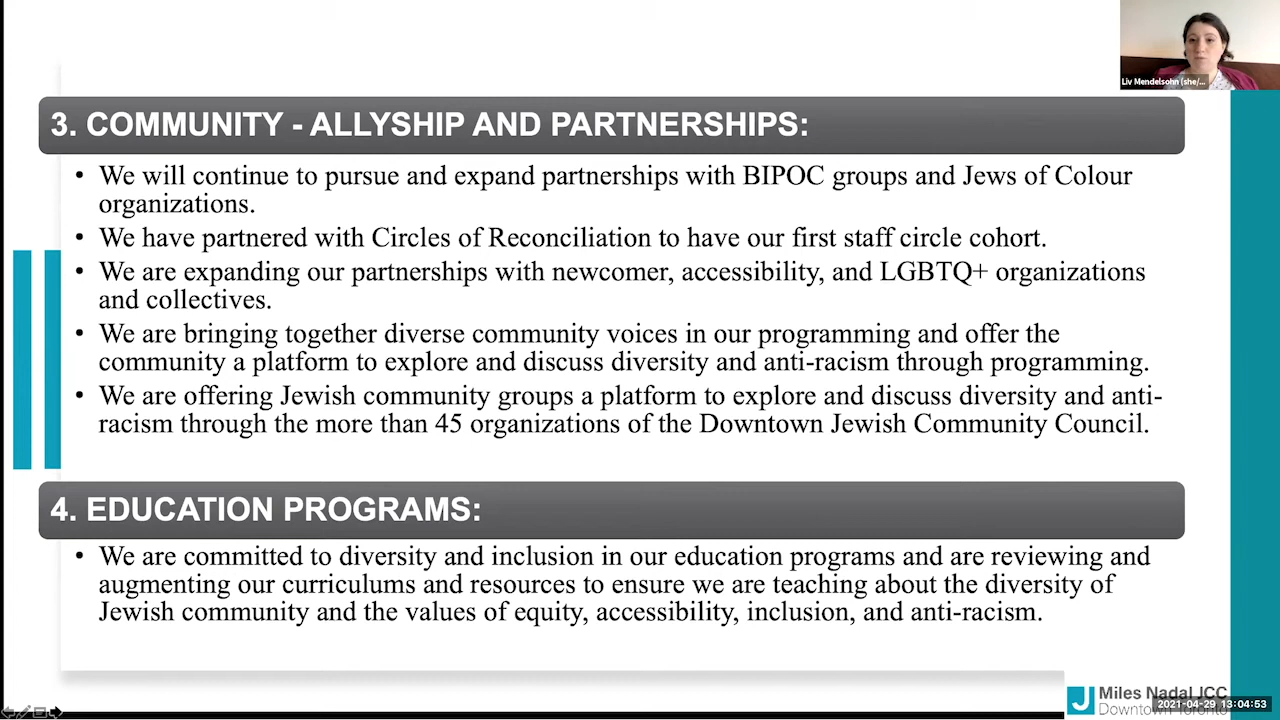 Liv Mendelsohn (she/...
3. COMMUNITY - ALLYSHIP AND PARTNERSHIPS:
• We will continue to pursue and expand partnerships with BIPOC groups and Jews of Colour
organizations.
• We have partnered with Circles of Reconciliation to have our first staff circle cohort.
• We are expanding our partnerships with newcomer, accessibility, and LGBTQ+ organizations
and collectives.
• We are bringing together diverse community voices in our programming and offer the
community a platform to explore and discuss diversity and anti-racism through programming.
• We are offering Jewish community groups a platform to explore and discuss diversity and anti-
racism through the more than 45 organizations of the Downtown Jewish Community Council.
4. EDUCATION PROGRAMS:
• We are committed to diversity and inclusion in our education programs and are reviewing and
augmenting our curriculums and resources to ensure we are teaching about the diversity of
Jewish community and the values of equity, accessibility, inclusion, and anti-racism.
J Miles Nadal JCC
Downtown Toronto
2021-04-29 13:04:53